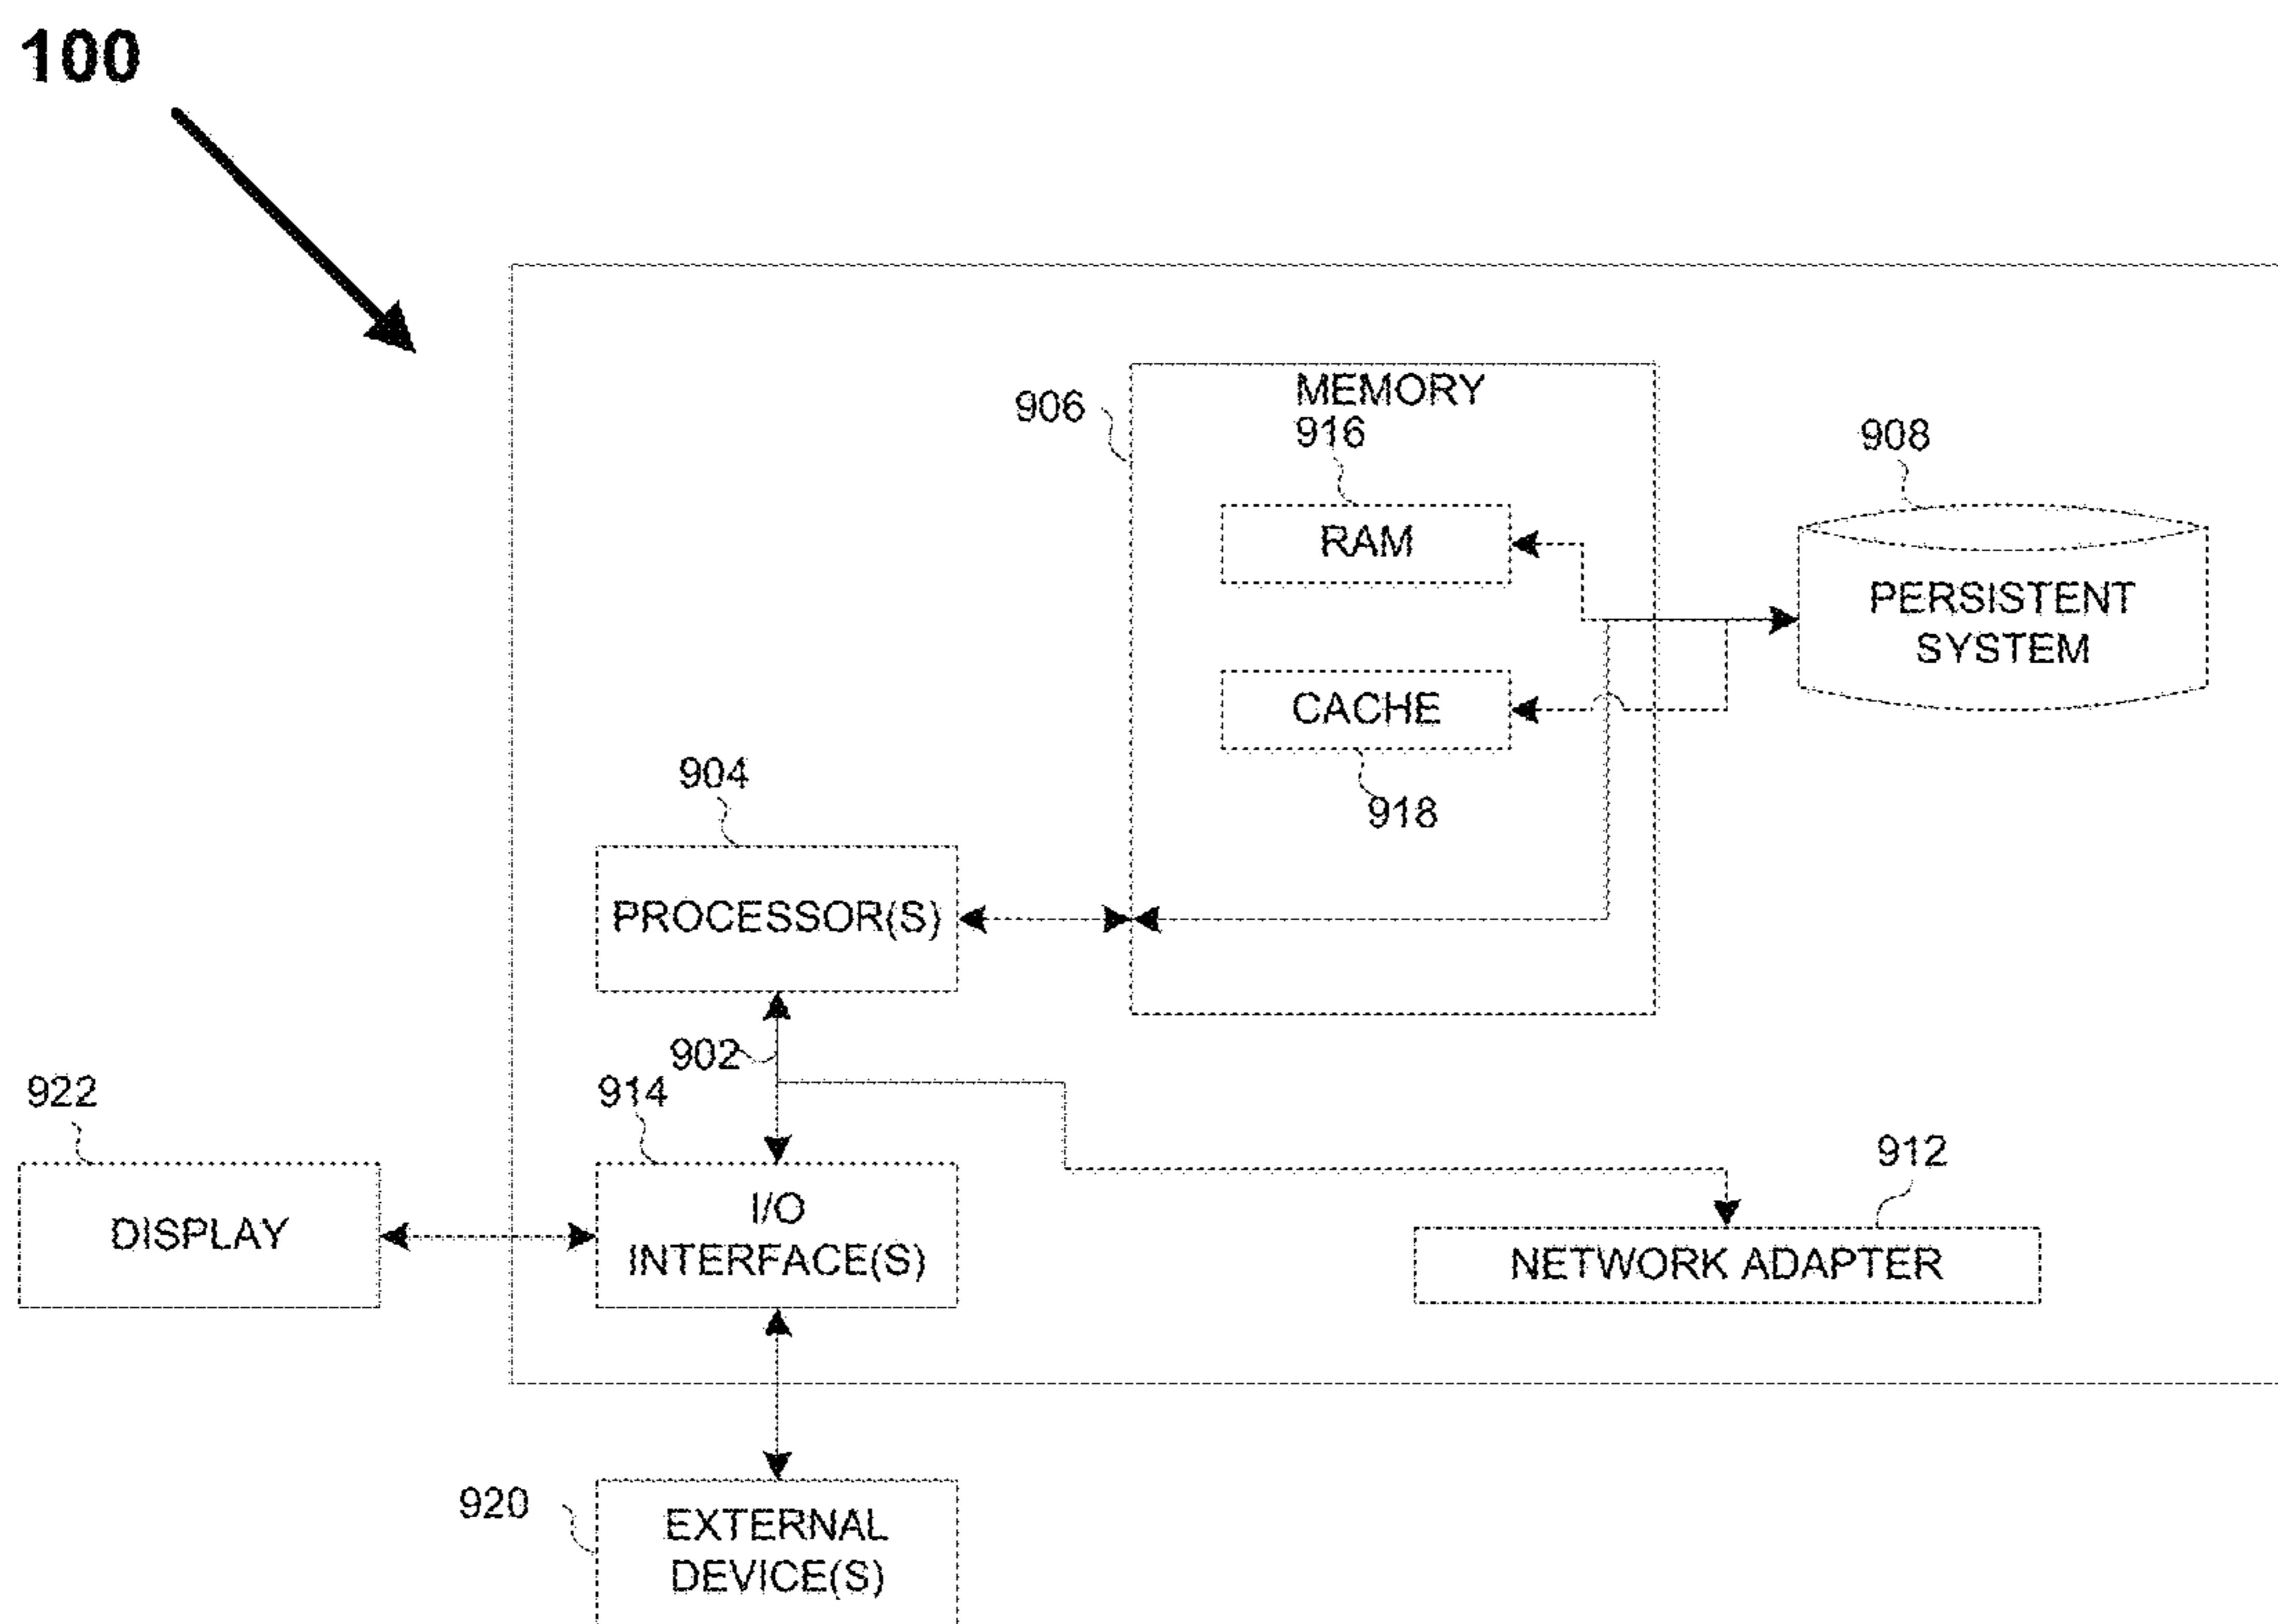 100
MEMORY
906
916
908
RAM
PERSISTENT
SYSTEM
CACHE
904
918
PROCESSOR(S)
902
922
914
912
DISPLAY
I/O
INTERFACE(S)
NETWORK ADAPTER
920
EXTERNAL
DEVICE(S)